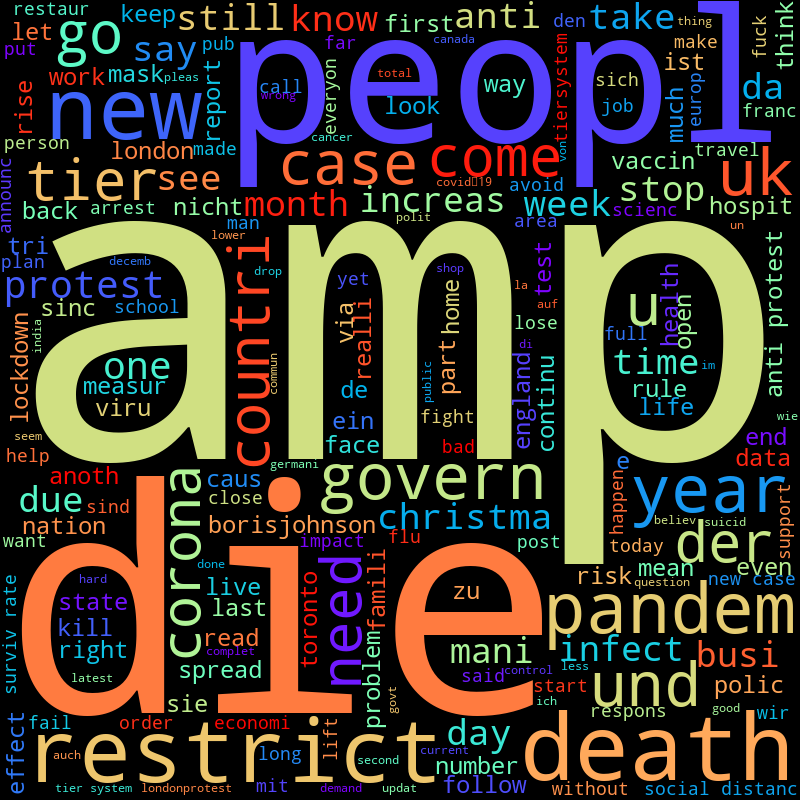 restaur
keep
still
know
first
anti
den
take
thing
fuck
think
let
go
say
pub
far
peopl
canada
make
put
new
work
mask
pleas
report
call
wrong
everyon
total
look
way
sich
ist
tiersystem
job
much
europ
da
franc
rise
person
london
made
case
cancer
come
von
vaccin
travel
uk
announc
tier
see
covid 19
avoid
stop
scienc
hospit
back
arrest
nicht
month
increas
week
area
un
tri
man
lower
polit
test
health
open
anti protest
plan
decemb
drop
countri
yet
via
realli
home
shop
la
auf
u
full
protest
sinc
school
amp
part
lose
di
public
time
im
india
lockdown
one
measur
viru
commun
de
ein
fight
england
continu
rule
life
wie
seem
help
anoth
germani
face
bad
e
end
data
due
sind
caus
close
govern
year
nation
corona
borisjohnson
christma
happen
believ
suicid
support
want
die
impact
flu
post
today
der
even
done
need
famili
mean
risk
question
new case
surviv rate
hard
state
live
last
toronto
zu
pandem
kill
right
read
mani
infect
busi
latest
spread
complet
problem
said
control
less
start
und
polic
sie
govt
ich
respons
good
wir
effect
fail
order
economi
lift
day
restrict
death
auch
long
second
current
number
tier system
londonprotest
mit
demand
updat
follow
without
social distanc